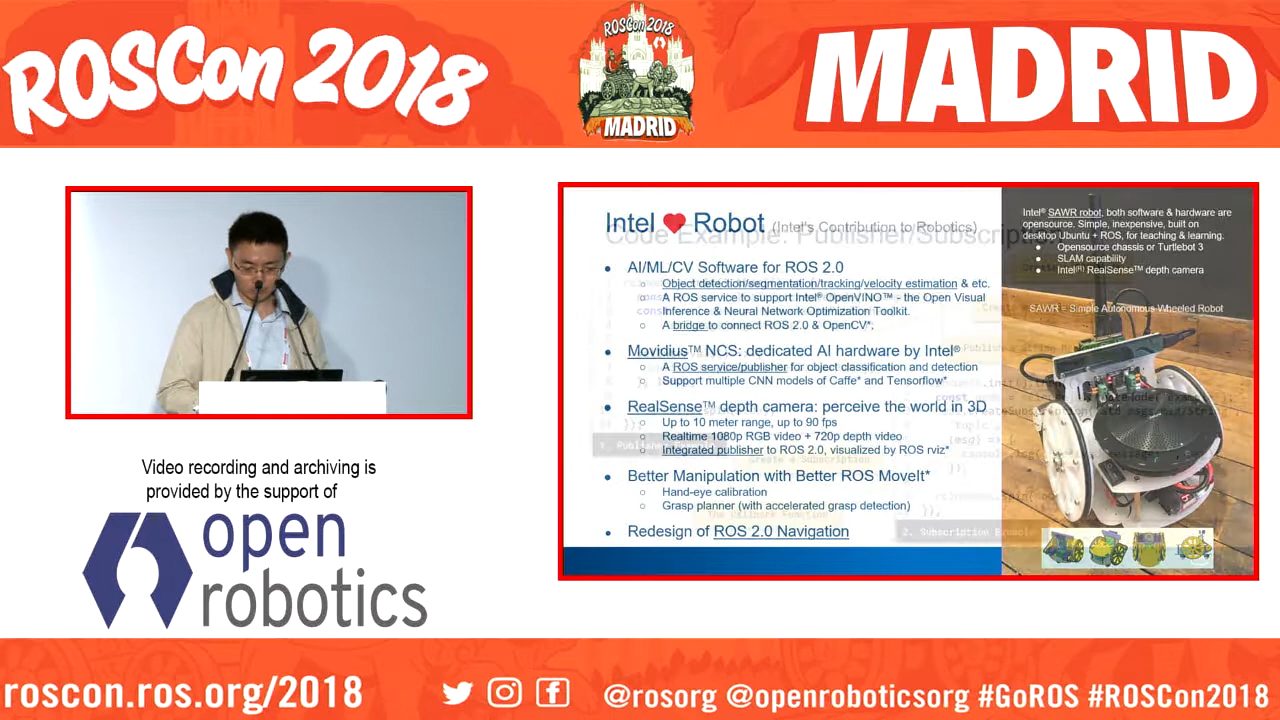 ROSCon 2018
ROSCon 2018
MADRID
MADRID
Intel ❤ Robot (Intel's Contribution to Robotics)
Code Example: Publisher/Subscription
● AI/ML/CV Software for ROS 2.0
○ Object detection/segmentation/tracking/velocity estimation & etc.
○ A ROS service to support Intel® OpenVINO™ - the Open Visual
Inference & Neural Network Optimization Toolkit.
○ A bridge to connect ROS 2.0 & OpenCV*.
● Movidius™ NCS: dedicated AI hardware by Intel®
○ A ROS service/publisher for object classification and detection
○ Support multiple CNN models of Caffe* and Tensorflow*
● RealSense™ depth camera: perceive the world in 3D
○ Up to 10 meter range, up to 90 fps
○ Realtime 1080p RGB video + 720p depth video
○ Integrated publisher to ROS 2.0, visualized by ROS rviz*
● Better Manipulation with Better ROS MoveIt*
○ Hand-eye calibration
○ Grasp planner (with accelerated grasp detection)
● Redesign of ROS 2.0 Navigation
Intel® SAWR robot, both software & hardware are
opensource. Simple, inexpensive, built on
desktop Ubuntu + ROS, for teaching & learning.
● Opensource chassis or Turtlebot 3
● SLAM capability
● Intel(R) RealSense™ depth camera
SAWR = Simple Autonomous Wheeled Robot
Create a Subscription
2. Subscription Example
Video recording and archiving is
provided by the support of
open
robotics
roscon.ros.org/2018
@rosorg @openroboticsorg #GoROS #ROSCon2018